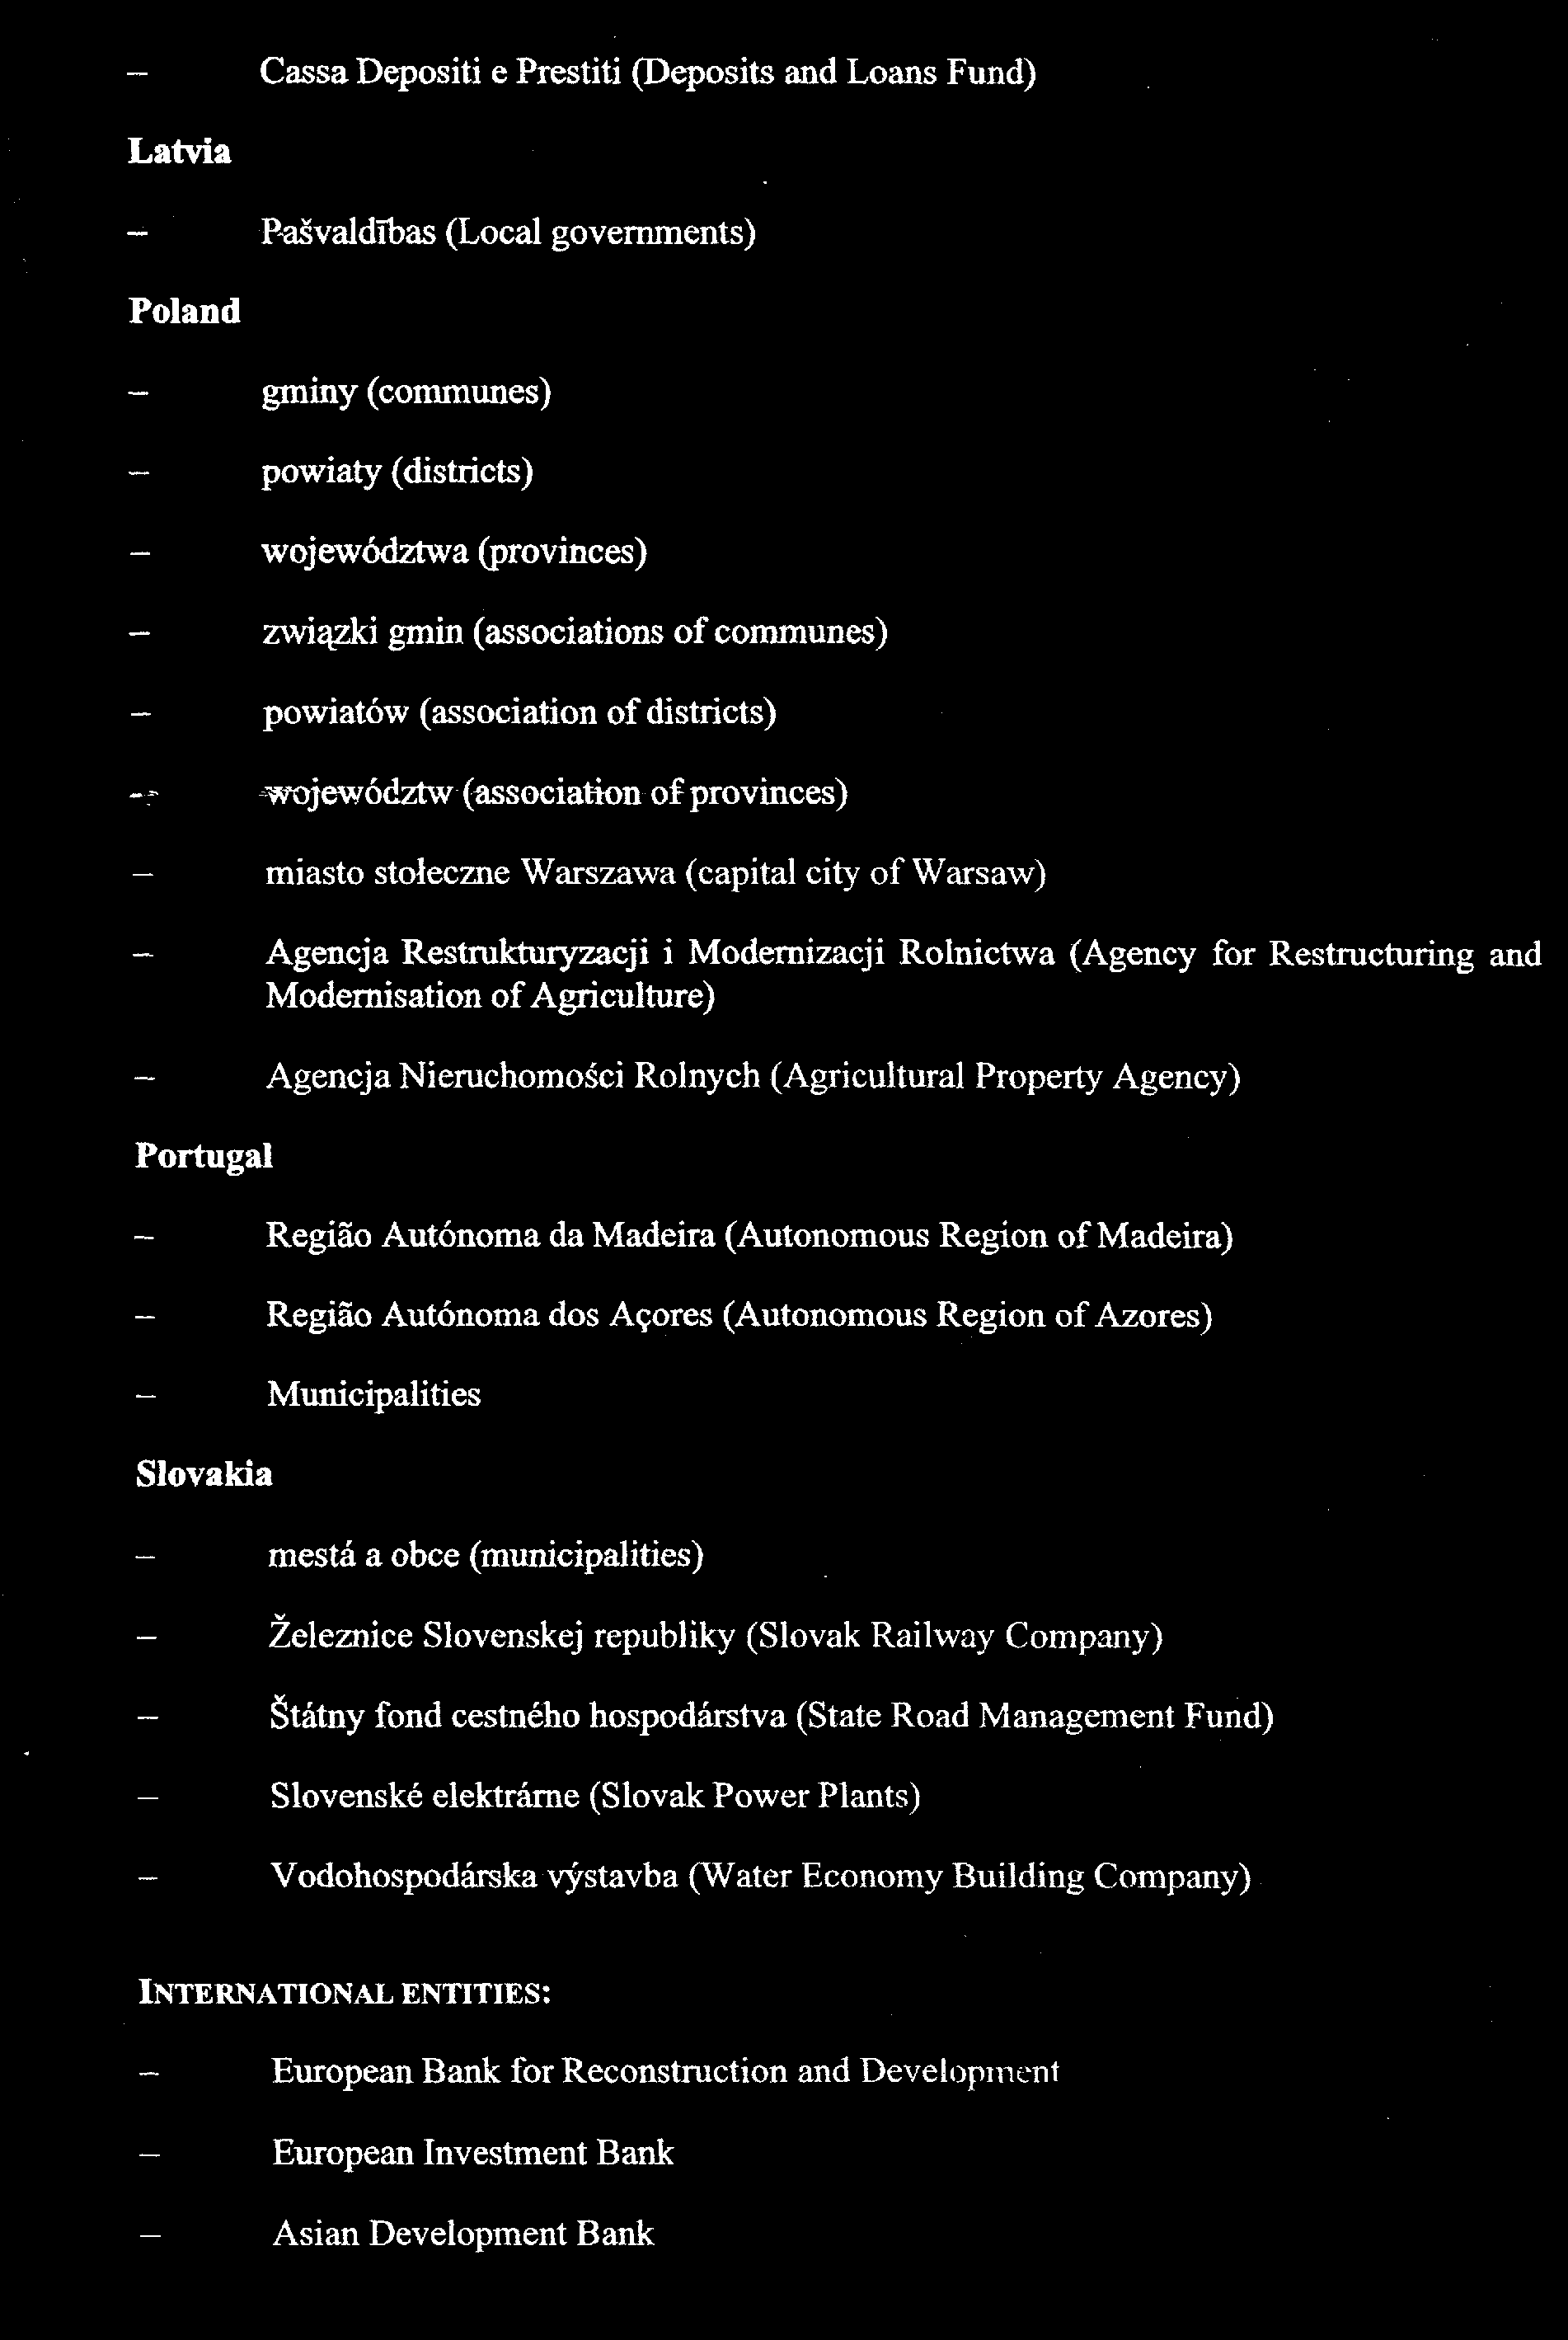 – Cassa Depositi e Prestiti (Deposits and Loans Fund)
Latvia
– Pašvaldības (Local governments)
Poland
– gminy (communes)
– powiaty (districts)
– województwa (provinces)
– związki gmin (associations of communes)
– powiatów (association of districts)
– województw (association of provinces)
– miasto stołeczne Warszawa (capital city of Warsaw)
– Agencja Restrukturyzacji i Modernizacji Rolnictwa (Agency for Restructuring and
Modernisation of Agriculture)
– Agencja Nieruchomości Rolnych (Agricultural Property Agency)
Portugal
– Região Autónoma da Madeira (Autonomous Region of Madeira)
– Região Autónoma dos Açores (Autonomous Region of Azores)
– Municipalities
Slovakia
– mestá a obce (municipalities)
– Železnice Slovenskej republiky (Slovak Railway Company)
– Štátny fond cestného hospodárstva (State Road Management Fund)
– Slovenské elektrárne (Slovak Power Plants)
– Vodohospodárska výstavba (Water Economy Building Company)
INTERNATIONAL ENTITIES:
– European Bank for Reconstruction and Development
– European Investment Bank
– Asian Development Bank